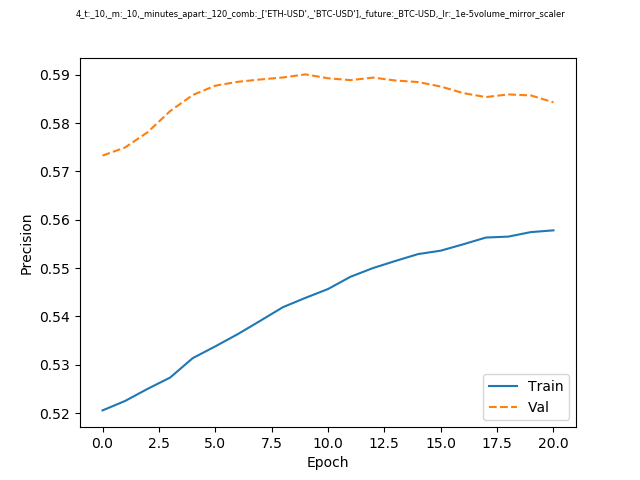 4_t:_10,_m:_10,_minutes_apart:_120_comb:_['ETH-USD',_'BTC-USD'],_future:_BTC-USD,_lr:_1e-5volume_mirror_scaler
0.59
0.58
0.57
0.56
0.55
0.54
0.53
0.52
Precision
Train
Val
0.0 2.5 5.0 7.5 10.0 12.5 15.0 17.5 20.0
Epoch